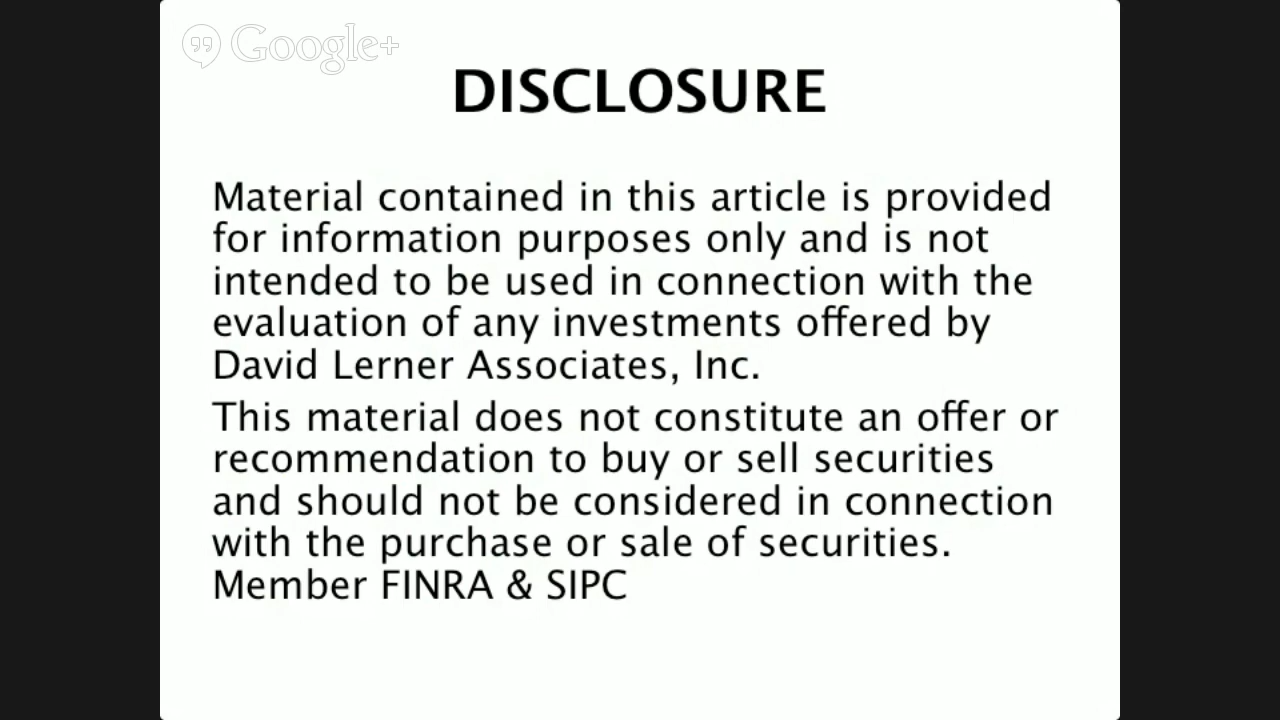 Google+
DISCLOSURE
Material contained in this article is provided
for information purposes only and is not
intended to be used in connection with the
evaluation of any investments offered by
David Lerner Associates, Inc.
This material does not constitute an offer or
recommendation to buy or sell securities
and should not be considered in connection
with the purchase or sale of securities.
Member FINRA & SIPC